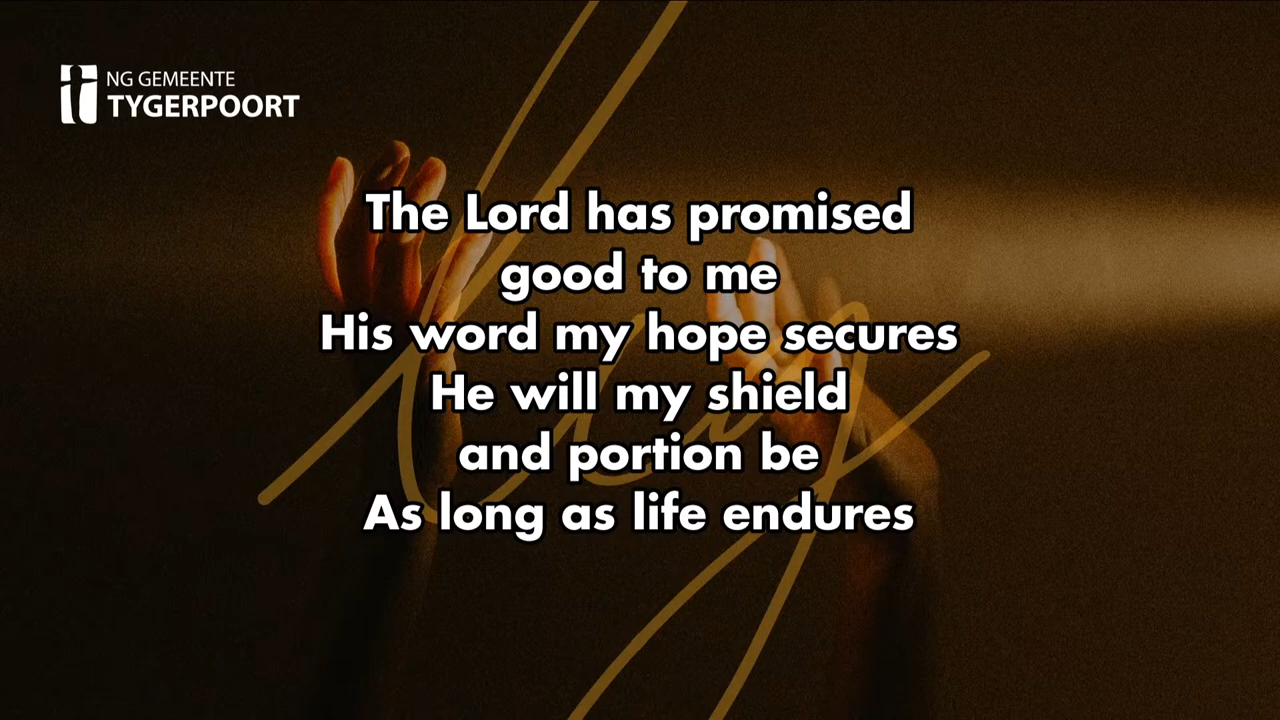 NG GEMEENTE
TYGERPOORT
The Lord has promised
good to me
His word my hope secures
He will my shield
and portion be
As long as life endures